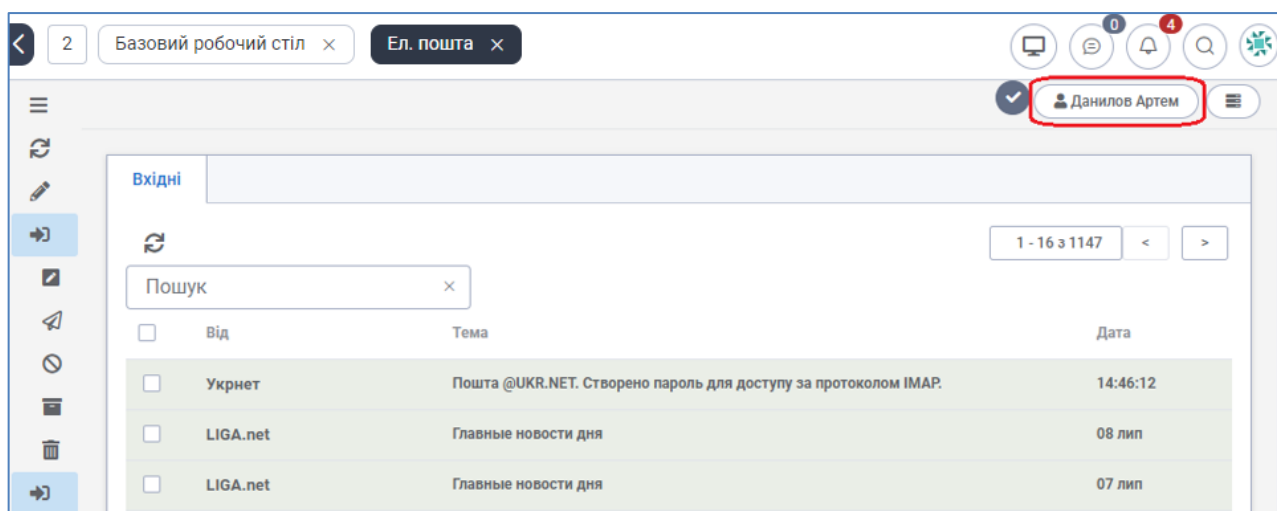 2 Базовий робочий стіл × Ел. пошта × 0 4
Данилов Артем
Вхідні
1 - 16 з 1147 < >
Пошук ×
Від Тема Дата
Укрнет Пошта @UKR.NET. Створено пароль для доступу за протоколом IMAP. 14:46:12
LIGA.net Главные новости дня 08 лип
LIGA.net Главные новости дня 07 лип